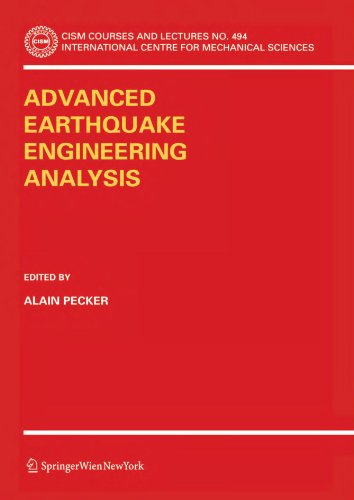 CISM
CISM COURSES AND LECTURES NO. 494
INTERNATIONAL CENTRE FOR MECHANICAL SCIENCES
ADVANCED
EARTHQUAKE
ENGINEERING
ANALYSIS
EDITED BY
ALAIN PECKER
SpringerWienNewYork